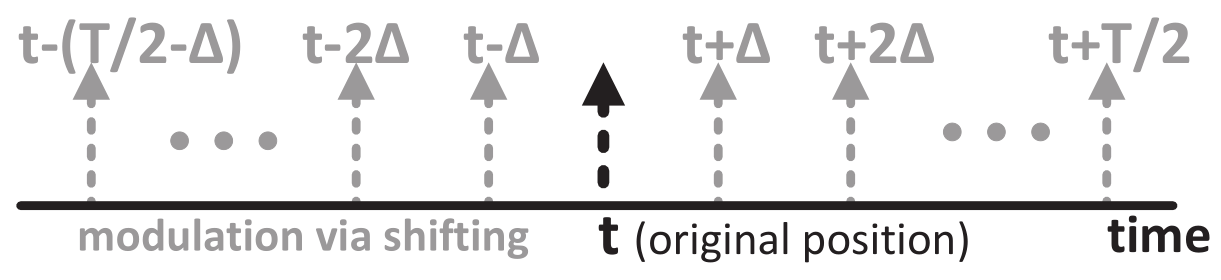 t-(T/2-Δ) t-2Δ t-Δ t+Δ t+2Δ t+T/2
modulation via shifting t (original position) time